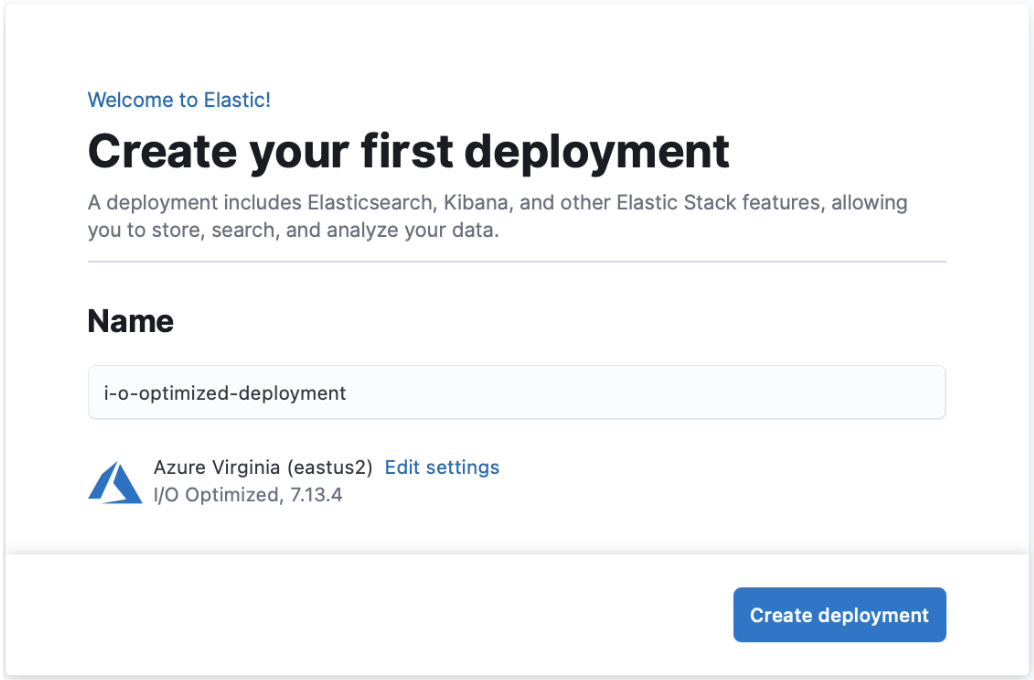 Welcome to Elastic!
Create your first deployment
A deployment includes Elasticsearch, Kibana, and other Elastic Stack features, allowing
you to store, search, and analyze your data.
Name
i-o-optimized-deployment
Azure Virginia (eastus2) Edit settings
I/O Optimized, 7.13.4
Create deployment